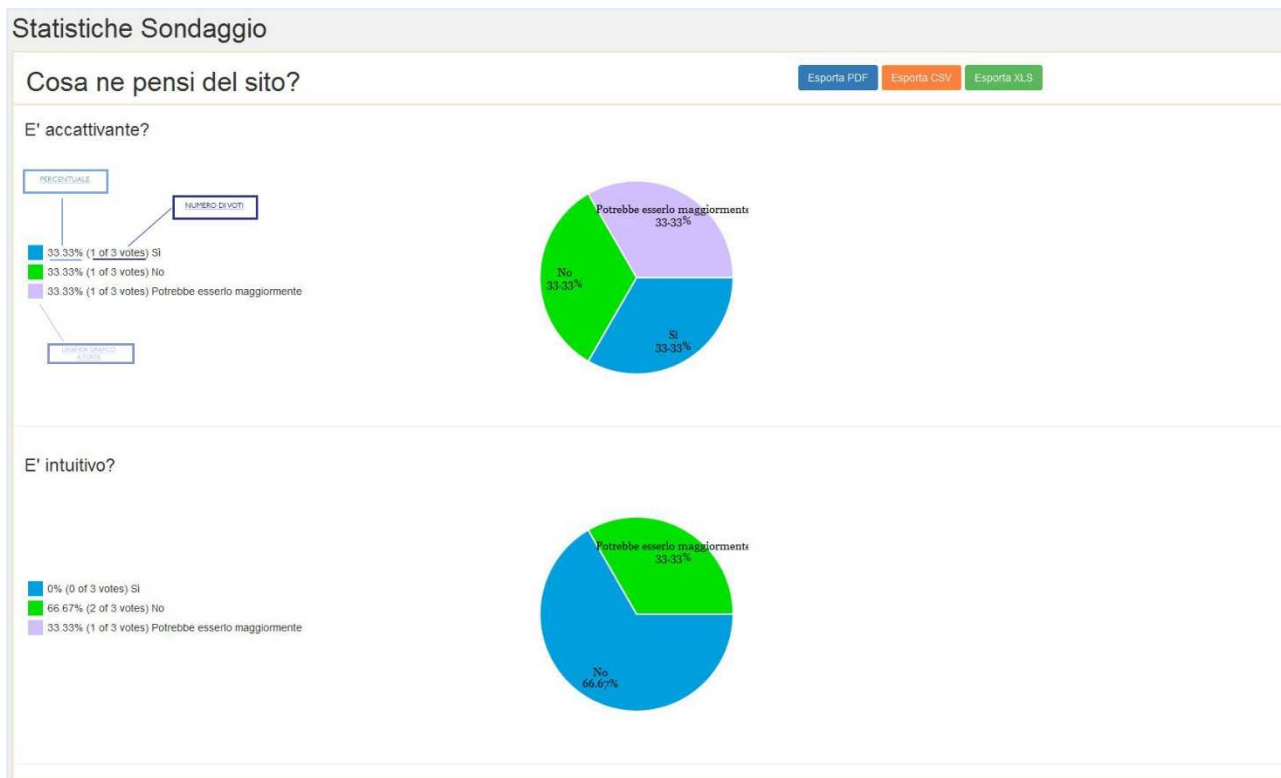 Statistiche Sondaggio
Cosa ne pensi del sito?
Esporta PDF
Esporta CSV
Esporta XLS
E' accattivante?
PERCENTUALE
NUMERO DI VOTI
33.33% (1 of 3 votes) Sì
33.33% (1 of 3 votes) No
33.33% (1 of 3 votes) Potrebbe esserlo maggiormente
LEGENDA GRAFICO
A TORTA
Potrebbe esserlo maggiormente
33.33%
No
33.33%
Sì
33.33%
E' intuitivo?
0% (0 of 3 votes) Sì
66.67% (2 of 3 votes) No
33.33% (1 of 3 votes) Potrebbe esserlo maggiormente
Potrebbe esserlo maggiormente
33.33%
No
66.67%